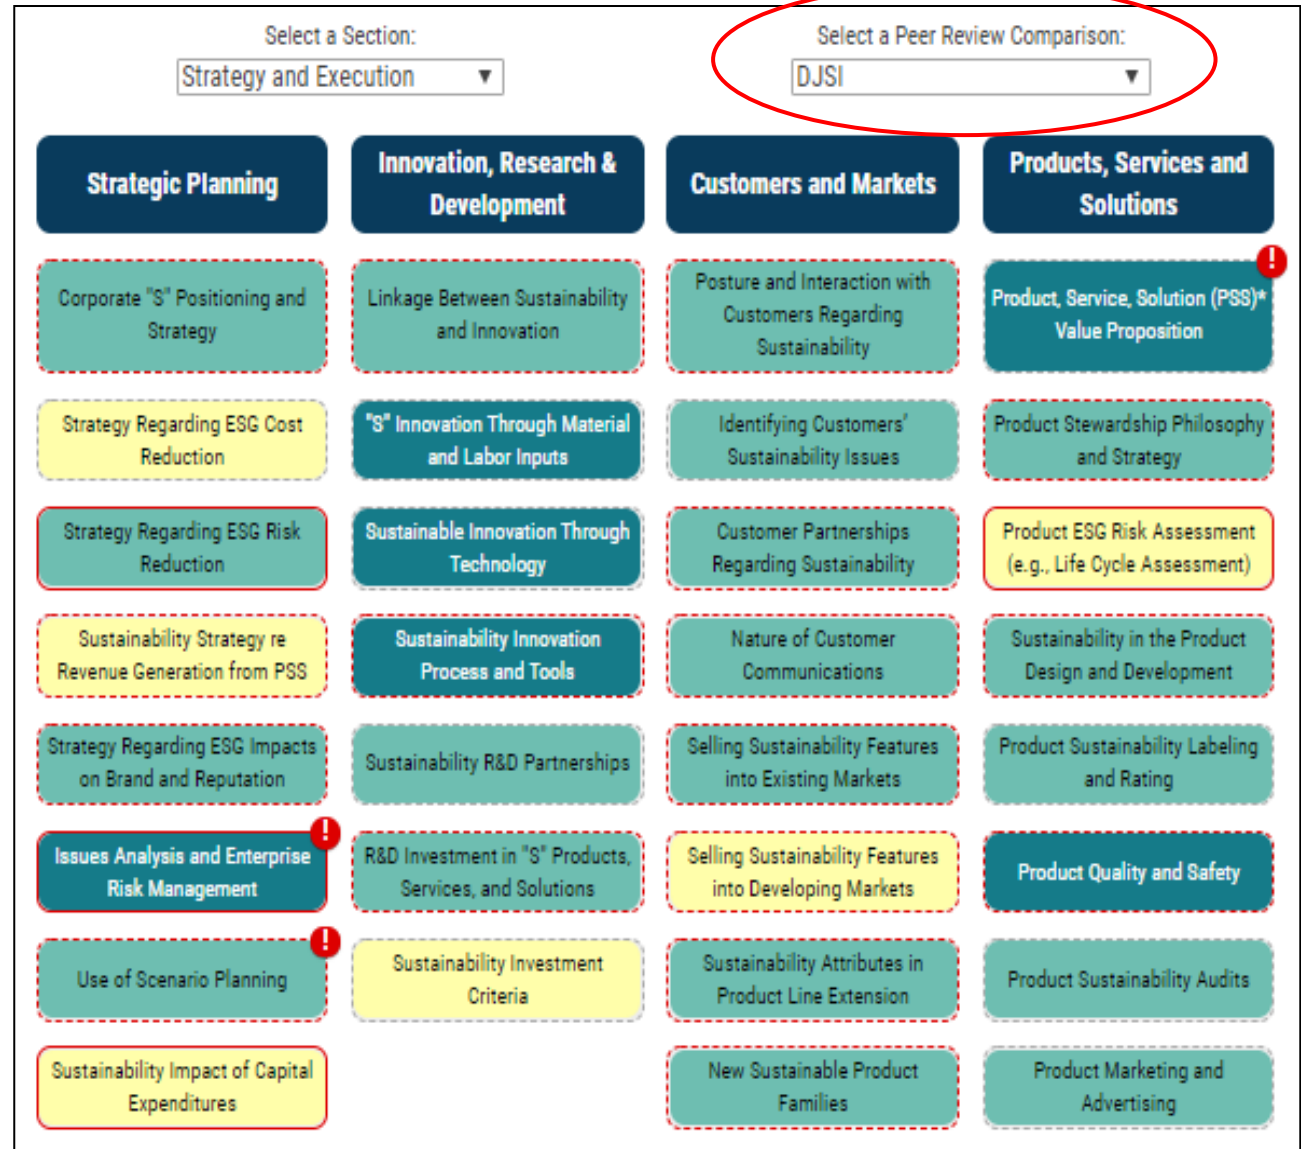 Select a Section:
Select a Peer Review Comparison:
Strategy and Execution ▼
DJSI ▼
Strategic Planning
Corporate "S" Positioning and
Strategy
Strategy Regarding ESG Cost
Reduction
Strategy Regarding ESG Risk
Reduction
Sustainability Strategy re
Revenue Generation from PSS
Strategy Regarding ESG Impacts
on Brand and Reputation
!
Issues Analysis and Enterprise
Risk Management
!
Use of Scenario Planning
Sustainability Impact of Capital
Expenditures
Innovation, Research &
Development
Linkage Between Sustainability
and Innovation
"S" Innovation Through Material
and Labor Inputs
Sustainable Innovation Through
Technology
Sustainability Innovation
Process and Tools
Sustainability R&D Partnerships
R&D Investment in "S" Products,
Services, and Solutions
Sustainability Investment
Criteria
Customers and Markets
Posture and Interaction with
Customers Regarding
Sustainability
Identifying Customers'
Sustainability Issues
Customer Partnerships
Regarding Sustainability
Nature of Customer
Communications
Selling Sustainability Features
into Existing Markets
Selling Sustainability Features
into Developing Markets
Sustainability Attributes in
Product Line Extension
New Sustainable Product
Families
Products, Services and
Solutions
!
Product, Service, Solution (PSS)*
Value Proposition
Product Stewardship Philosophy
and Strategy
Product ESG Risk Assessment
(e.g., Life Cycle Assessment)
Sustainability in the Product
Design and Development
Product Sustainability Labeling
and Rating
Product Quality and Safety
Product Sustainability Audits
Product Marketing and
Advertising